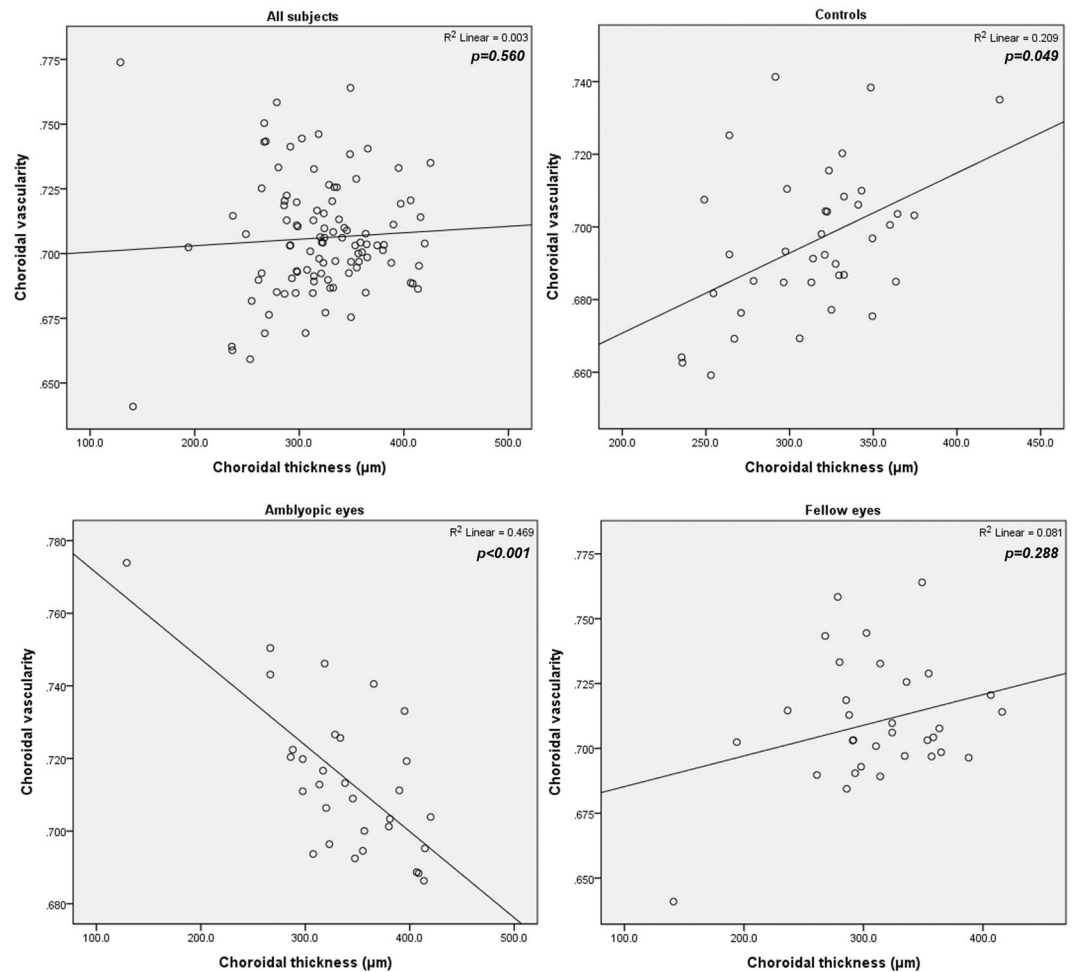 All subjects
R² Linear = 0.003
p=0.560
.775
.750
.725
.700
.675
.650
Choroidal vascularity
100.0 200.0 300.0 400.0 500.0
Choroidal thickness (µm)
Controls
R² Linear = 0.209
p=0.049
.740
.720
.700
.680
.660
Choroidal vascularity
200.0 250.0 300.0 350.0 400.0 450.0
Choroidal thickness (µm)
Amblyopic eyes
R² Linear = 0.469
p<0.001
.780
.760
.740
.720
.700
.680
Choroidal vascularity
100.0 200.0 300.0 400.0 500.0
Choroidal thickness (µm)
Fellow eyes
R² Linear = 0.081
p=0.288
.775
.750
.725
.700
.675
.650
Choroidal vascularity
100.0 200.0 300.0 400.0
Choroidal thickness (µm)